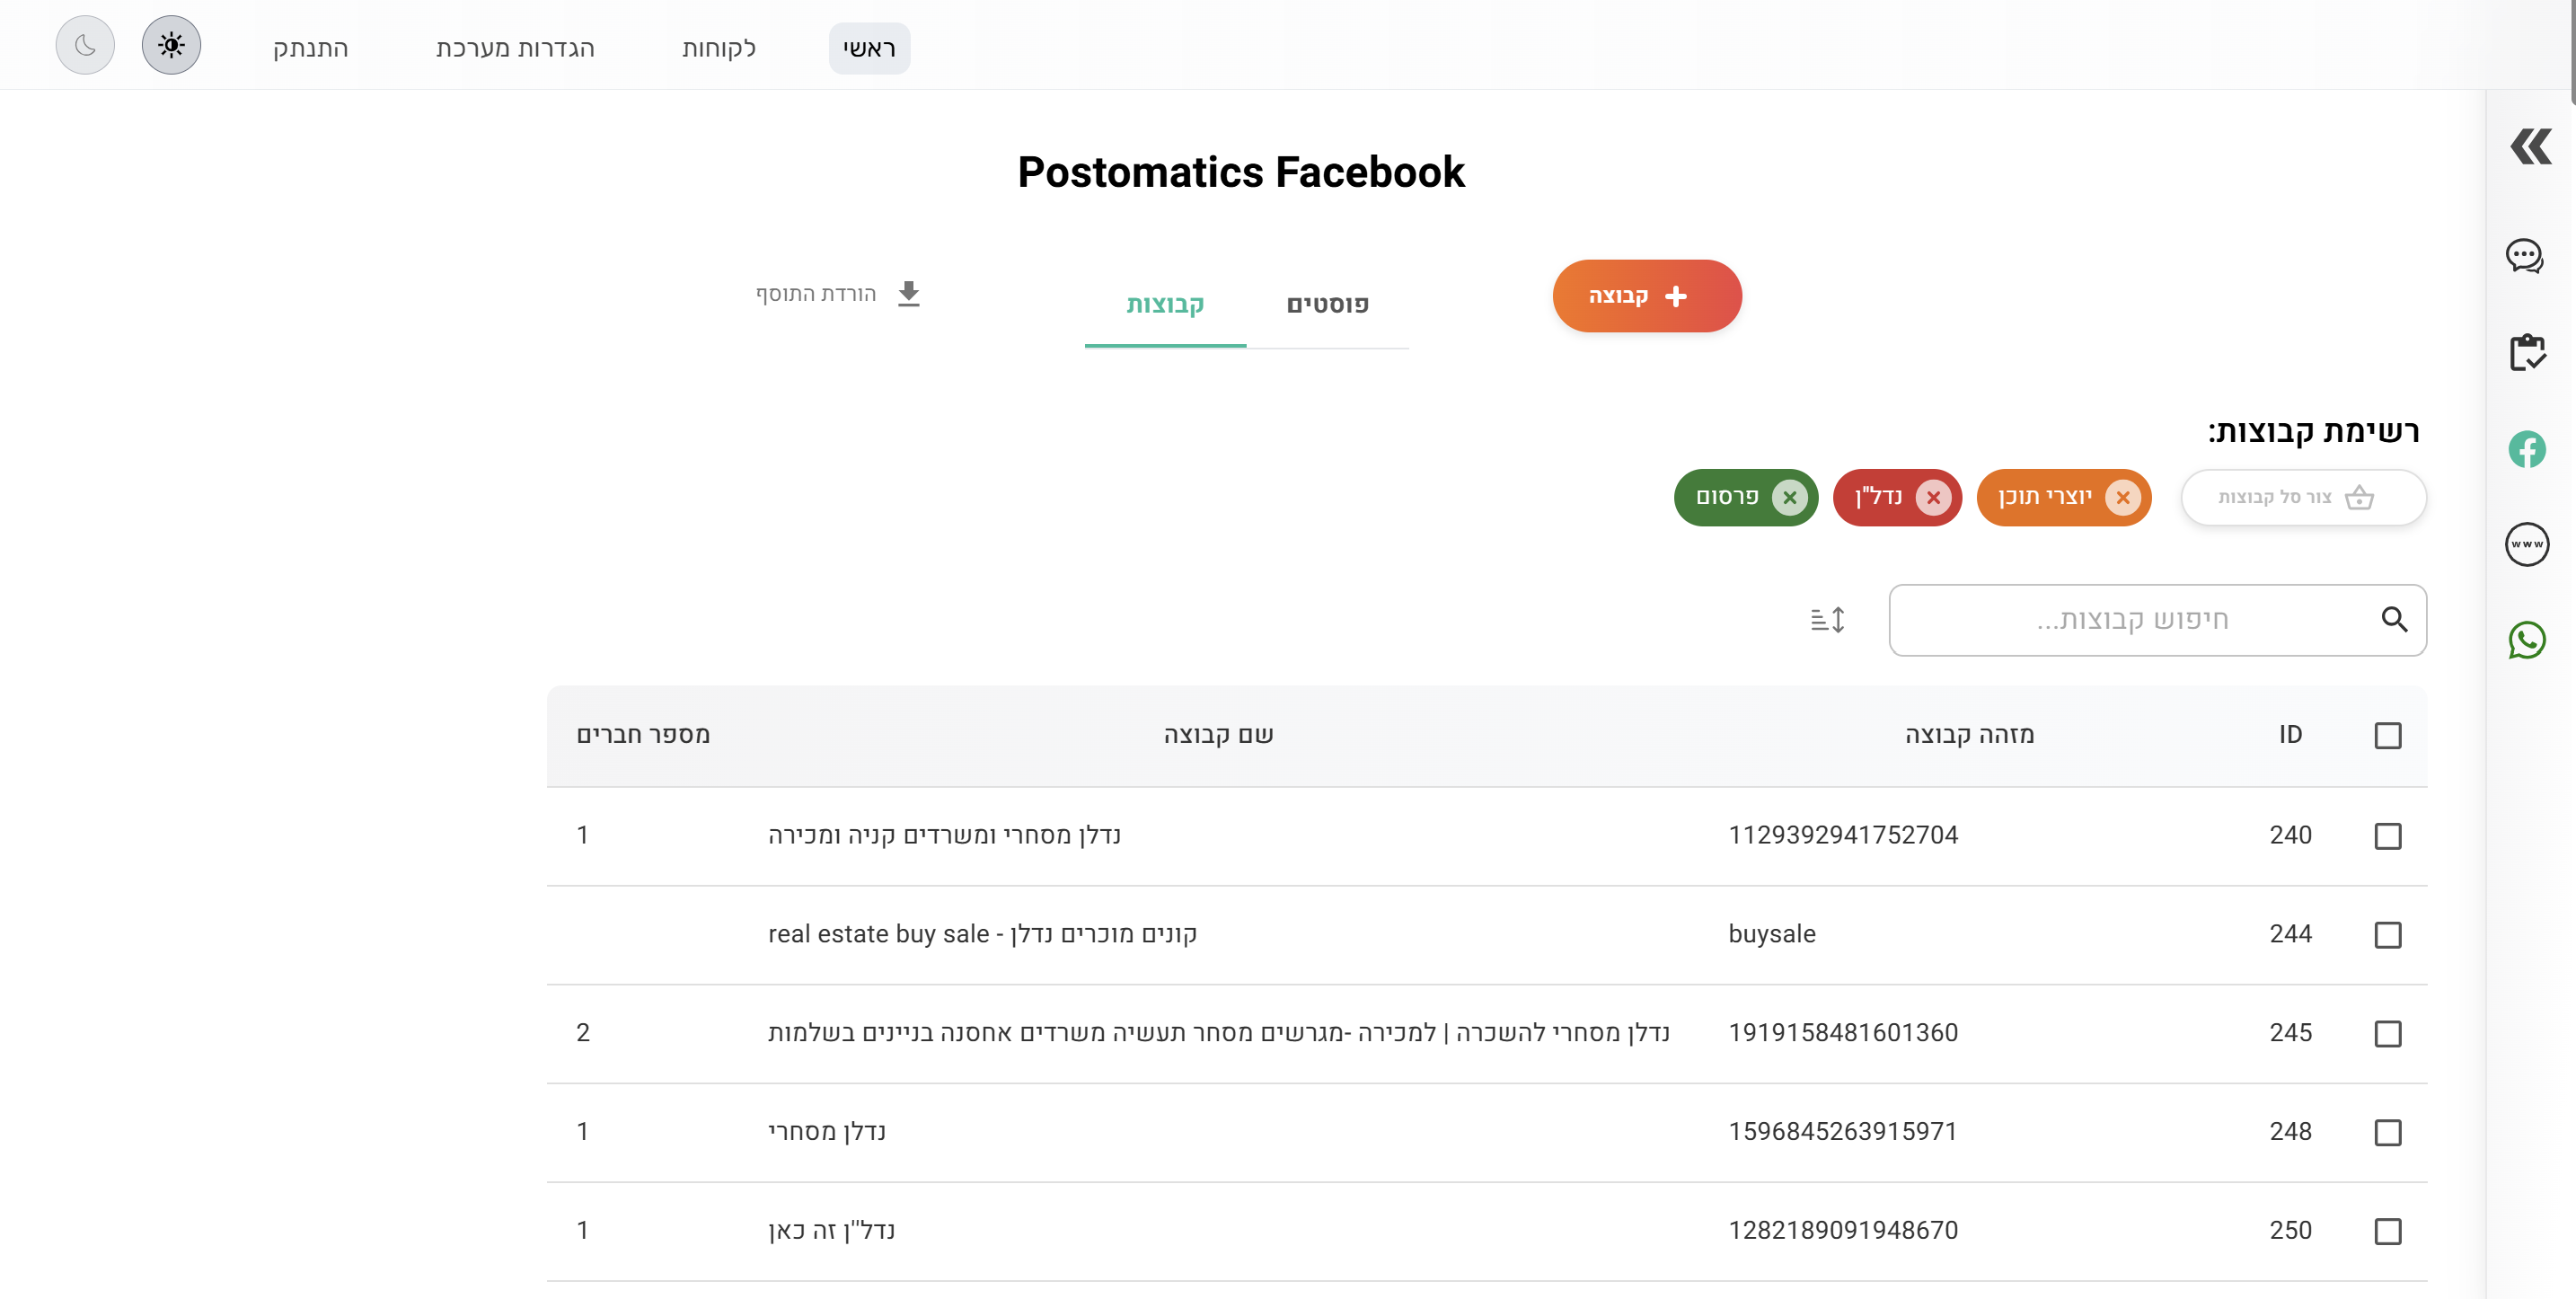 ראשי לקוחות הגדרות מערכת התנתק
Postomatics Facebook
קבוצה פוסטים קבוצות הורדת התוסף
רשימת קבוצות:
צור סל קבוצות יוצרי תוכן נדל"ן פרסום
WWW
חיפוש קבוצות...
ID מזהה קבוצה שם קבוצה מספר חברים
240 1129392941752704 נדלן מסחרי ומשרדים קניה ומכירה 1
244 buysale קונים מוכרים נדלן - real estate buy sale
245 1919158481601360 נדלן מסחרי להשכרה | למכירה -מגרשים מסחר תעשיה משרדים אחסנה בניינים בשלמות 2
248 1596845263915971 נדלן מסחרי 1
250 1282189091948670 נדל"ן זה כאן 1